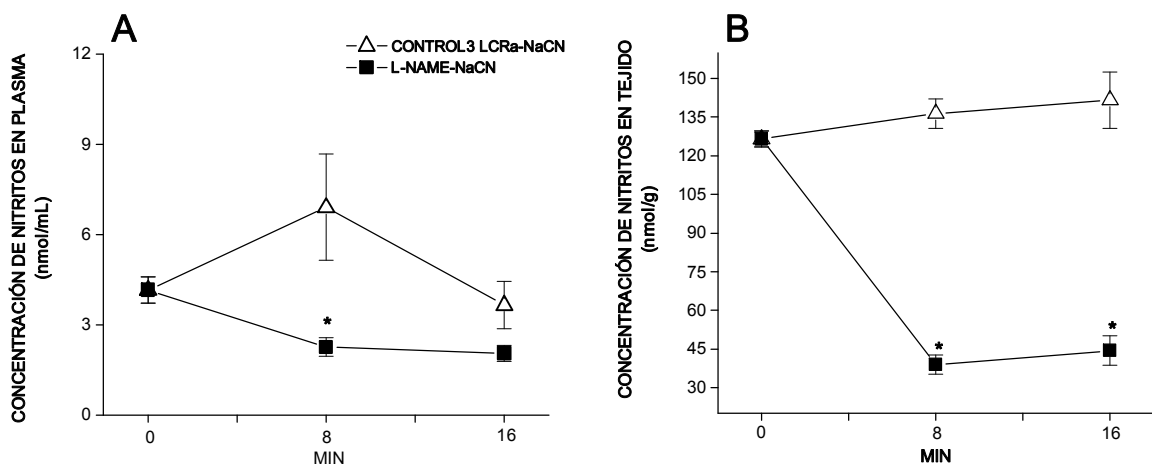 A
CONCENTRACIÓN DE NITRITOS EN PLASMA
(nmol/mL)
12
9
6
3
0
CONTROL3 LCRa-NaCN
L-NAME-NaCN
*
0
8
16
MIN
B
CONCENTRACIÓN DE NITRITOS EN TEJIDO
(nmol/g)
150
135
120
105
90
75
60
45
30
*
*
0
8
16
MIN